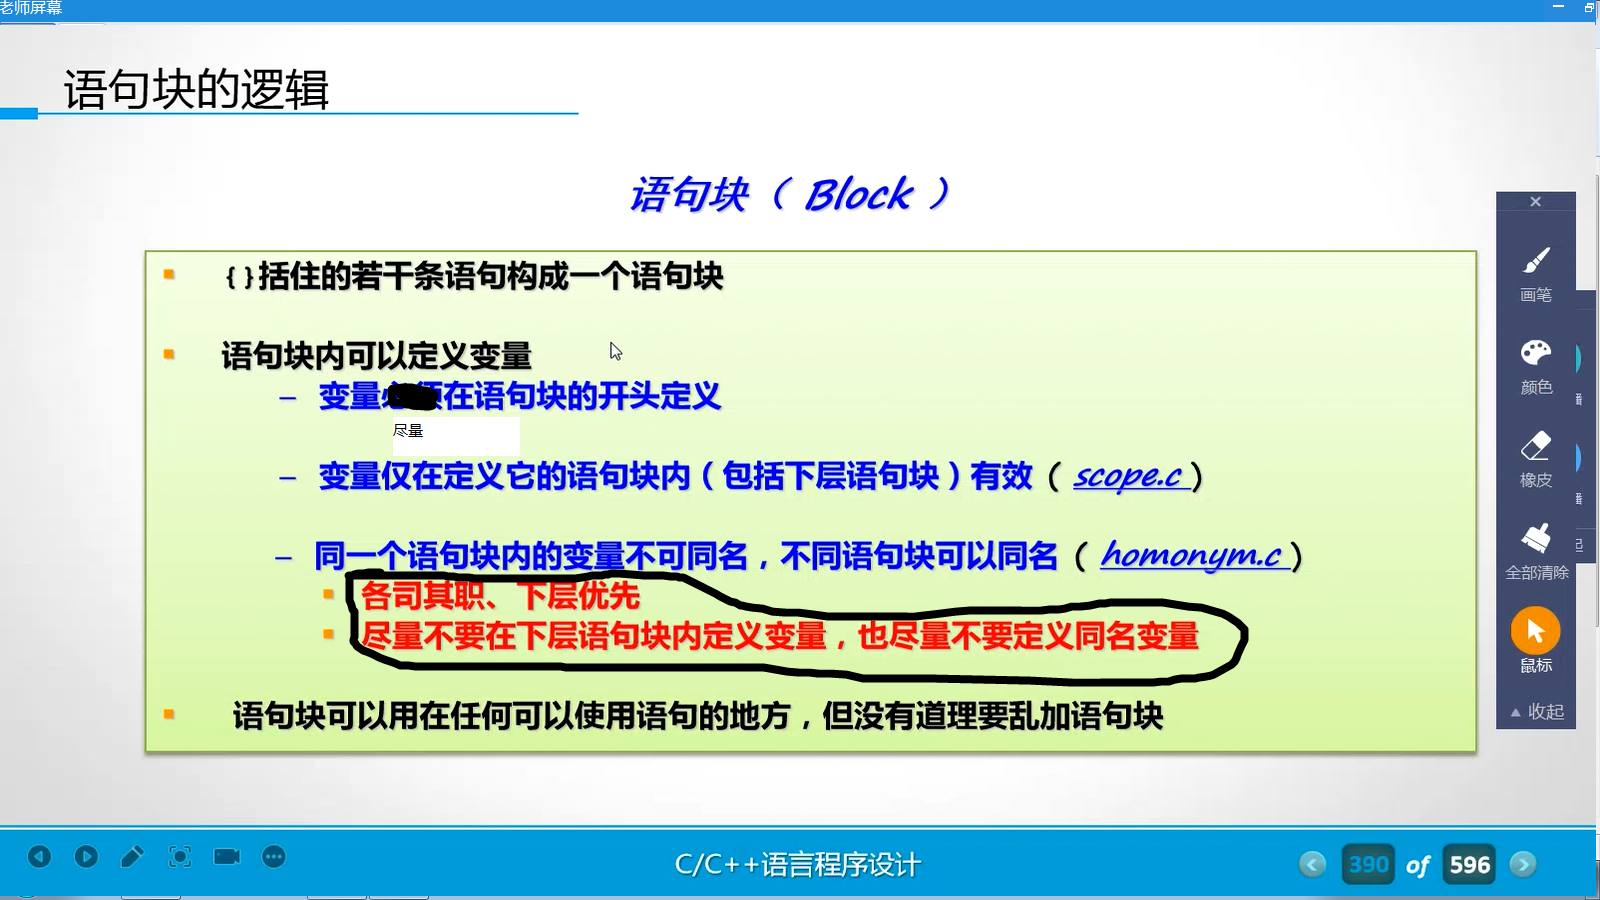 老师屏幕
语句块的逻辑
语句块（ Block ）
{ }括住的若干条语句构成一个语句块
语句块内可以定义变量
– 变量在语句块的开头定义
尽量
– 变量仅在定义它的语句块内（包括下层语句块）有效（ scope.c ）
– 同一个语句块内的变量不可同名，不同语句块可以同名（ homonym.c ）
各司其职、下层优先
尽量不要在下层语句块内定义变量，也尽量不要定义同名变量
语句块可以用在任何可以使用语句的地方，但没有道理要乱加语句块
画笔
颜色
橡皮
全部清除
鼠标
收起
C/C++语言程序设计
390 of 596